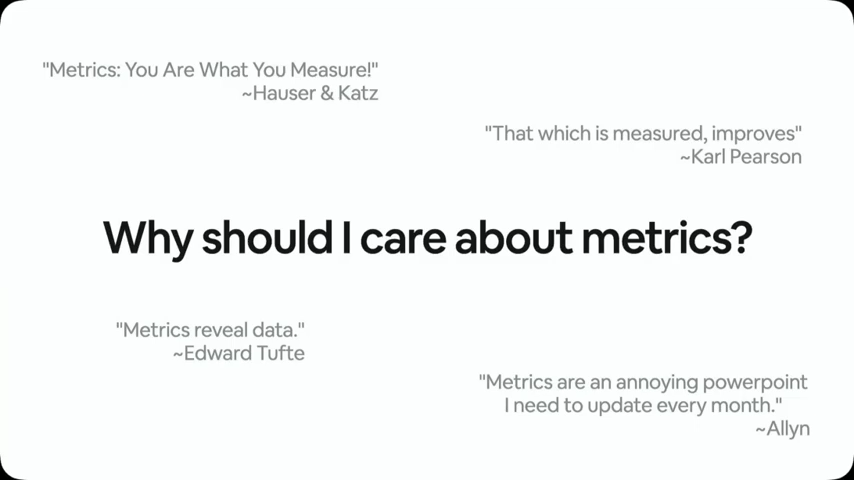 "Metrics: You Are What You Measure!"
~Hauser & Katz
"That which is measured, improves"
~Karl Pearson
Why should I care about metrics?
"Metrics reveal data."
~Edward Tufte
"Metrics are an annoying powerpoint
I need to update every month."
~Allyn